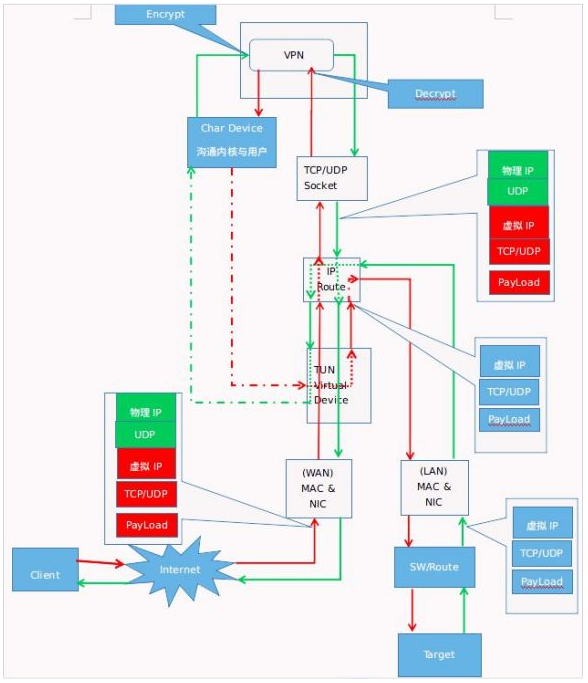 Encrypt
VPN
Decrypt
Char Device
沟通内核与用户
TCP/UDP
Socket
物理 IP
UDP
虚拟 IP
TCP/UDP
PayLoad
IP
Route
虚拟 IP
TCP/UDP
PayLoad
TUN
Virtual
Device
物理 IP
UDP
虚拟 IP
TCP/UDP
PayLoad
(WAN)
MAC &
NIC
(LAN)
MAC &
NIC
虚拟 IP
TCP/UDP
PayLoad
Client
Internet
SW/Route
Target